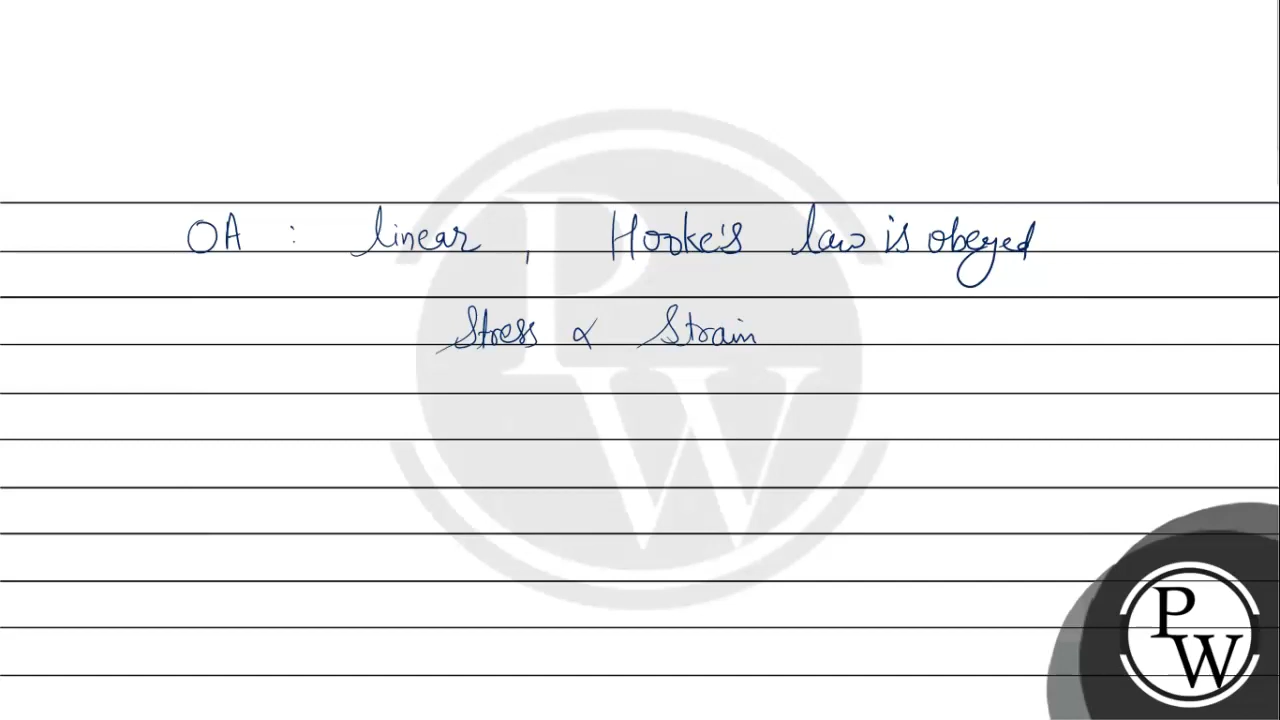 OA : linear , Hooke's law is obeyed
Stress ∝ Strain
P
W
P
W